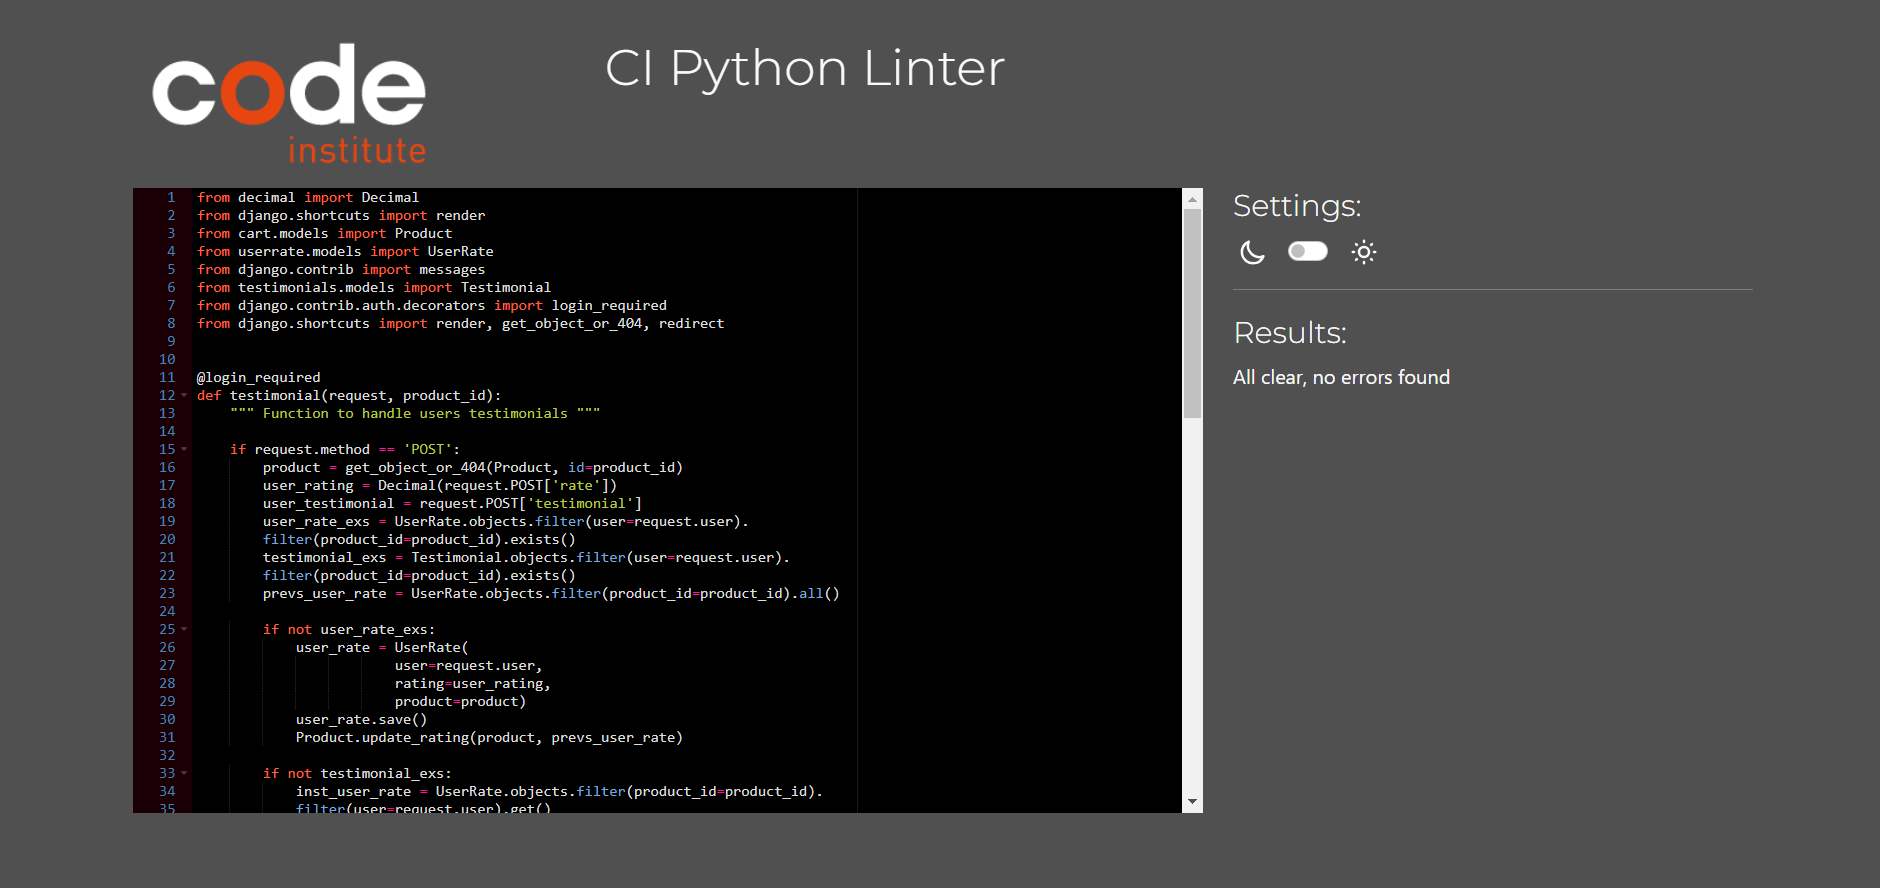 code
institute
CI Python Linter
1 from decimal import Decimal
2 from django.shortcuts import render
3 from cart.models import Product
4 from userrate.models import UserRate
5 from django.contrib import messages
6 from testimonials.models import Testimonial
7 from django.contrib.auth.decorators import login_required
8 from django.shortcuts import render, get_object_or_404, redirect
9
10
11 @login_required
12 def testimonial(request, product_id):
13     """ Function to handle users testimonials """
14
15     if request.method == 'POST':
16         product = get_object_or_404(Product, id=product_id)
17         user_rating = Decimal(request.POST['rate'])
18         user_testimonial = request.POST['testimonial']
19         user_rate_exs = UserRate.objects.filter(user=request.user).
20         filter(product_id=product_id).exists()
21         testimonial_exs = Testimonial.objects.filter(user=request.user).
22         filter(product_id=product_id).exists()
23         prevs_user_rate = UserRate.objects.filter(product_id=product_id).all()
24
25         if not user_rate_exs:
26             user_rate = UserRate(
27                         user=request.user,
28                         rating=user_rating,
29                         product=product)
30             user_rate.save()
31             Product.update_rating(product, prevs_user_rate)
32
33         if not testimonial_exs:
34             inst_user_rate = UserRate.objects.filter(product_id=product_id).
35             filter(user=request.user).get()
Settings:
Results:
All clear, no errors found